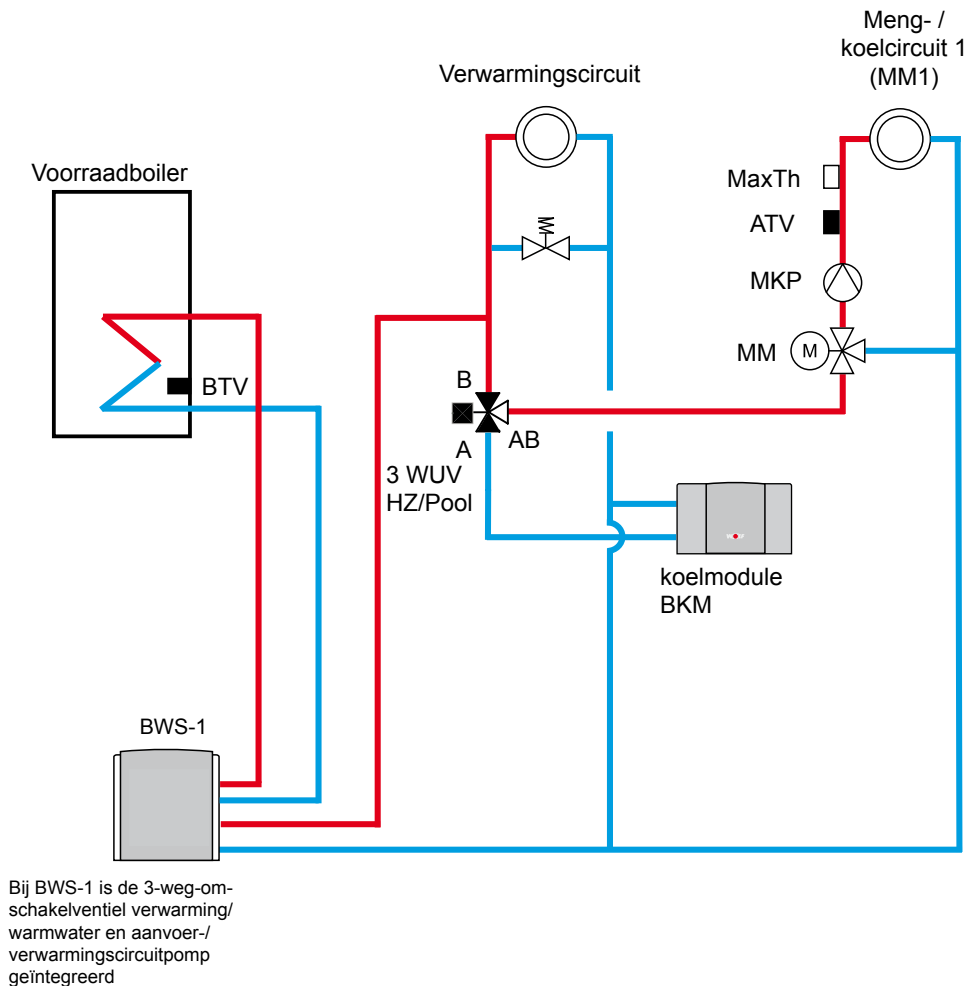 Meng- /
koelcircuit 1
(MM1)
Verwarmingscircuit
Voorraadboiler
MaxTh
ATV
MKP
MM
M
BTV
B
A
AB
3 WUV
HZ/Pool
koelmodule
BKM
BWS-1
Bij BWS-1 is de 3-weg-om-
schakelventiel verwarming/
warmwater en aanvoer-/
verwarmingscircuitpomp
geïntegreerd